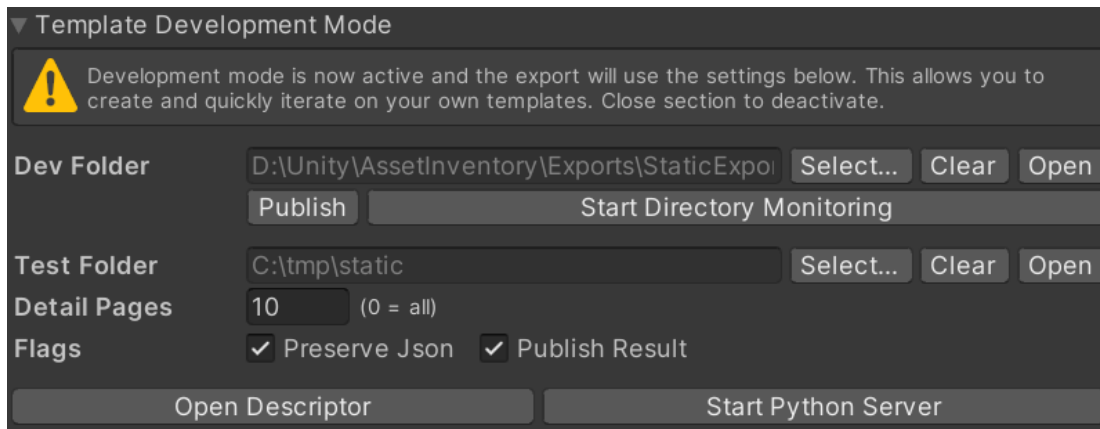 Template Development Mode
Development mode is now active and the export will use the settings below. This allows you to
create and quickly iterate on your own templates. Close section to deactivate.
Dev Folder D:\Unity\AssetInventory\Exports\StaticExpo Select... Clear Open
Publish Start Directory Monitoring
Test Folder C:\tmp\static Select... Clear Open
Detail Pages 10 (0 = all)
Flags Preserve Json Publish Result
Open Descriptor Start Python Server